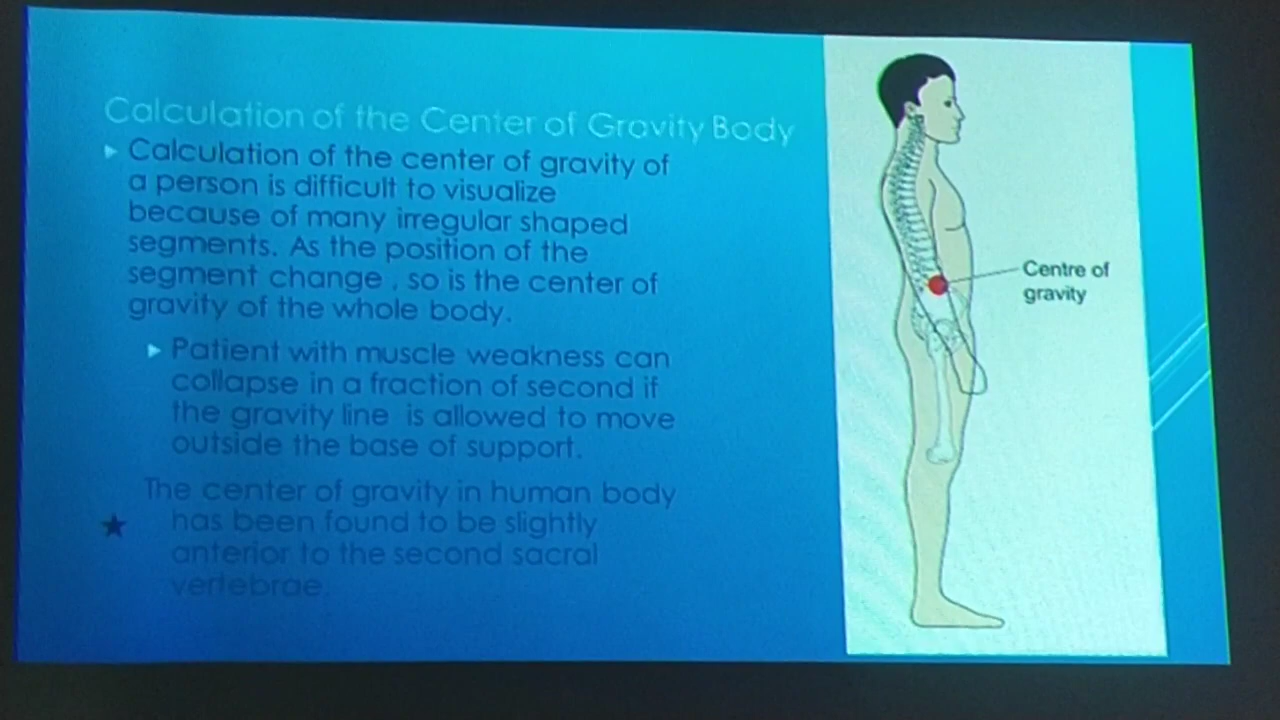 Calculation of the Center of Gravity Body
Calculation of the center of gravity of
a person is difficult to visualize
because of many irregular shaped
segments. As the position of the
segment change , so is the center of
gravity of the whole body.
Patient with muscle weakness can
collapse in a fraction of second if
the gravity line is allowed to move
outside the base of support.
The center of gravity in human body
has been found to be slightly
anterior to the second sacral
vertebrae.
Centre of
gravity